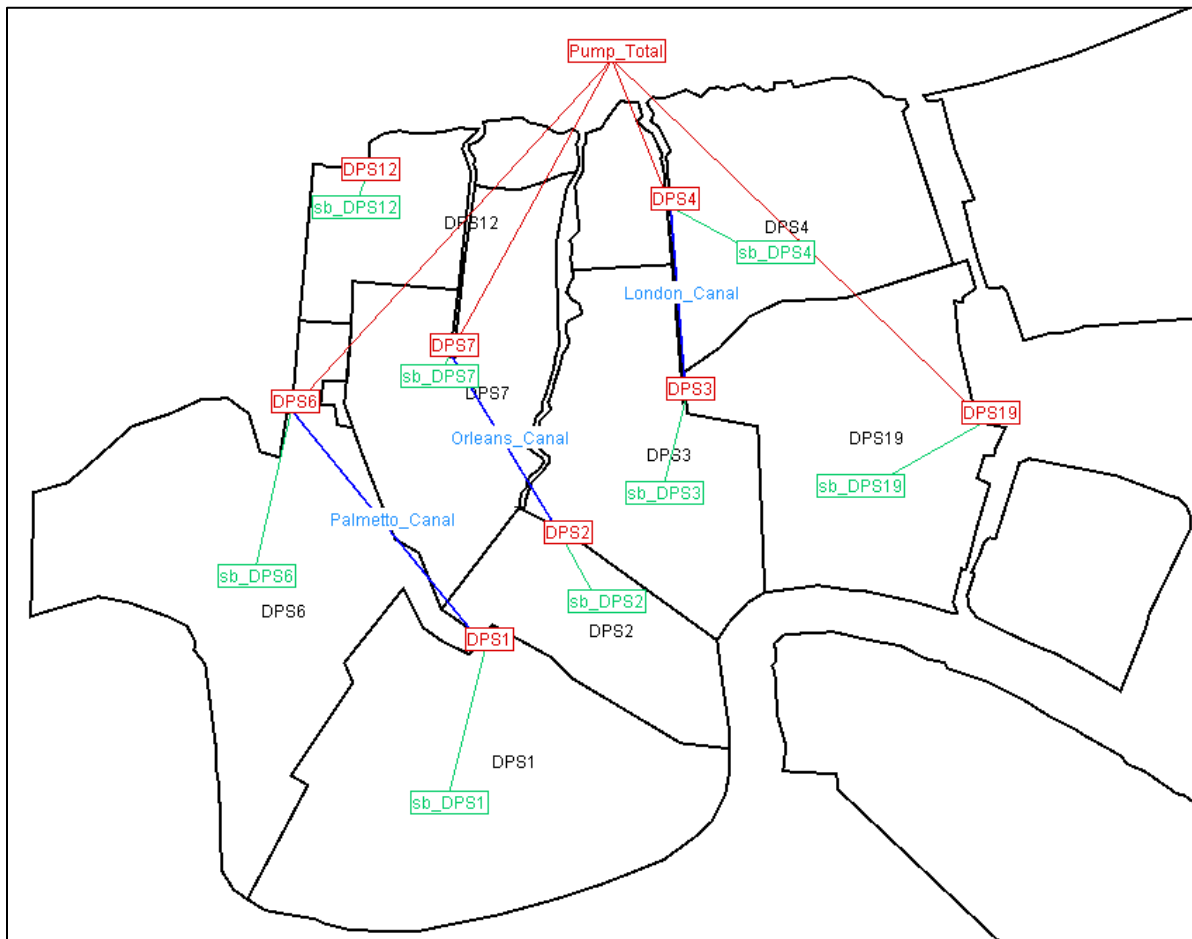 Pump_Total
DPS12
sb_DPS12
DPS12
DPS4
DPS4
sb_DPS4
London_Canal
DPS7
sb_DPS7
DPS7
DPS6
DPS3
DPS19
Orleans_Canal
DPS3
DPS19
sb_DPS3
sb_DPS19
Palmetto_Canal
DPS2
sb_DPS6
DPS6
sb_DPS2
DPS2
DPS1
DPS1
sb_DPS1